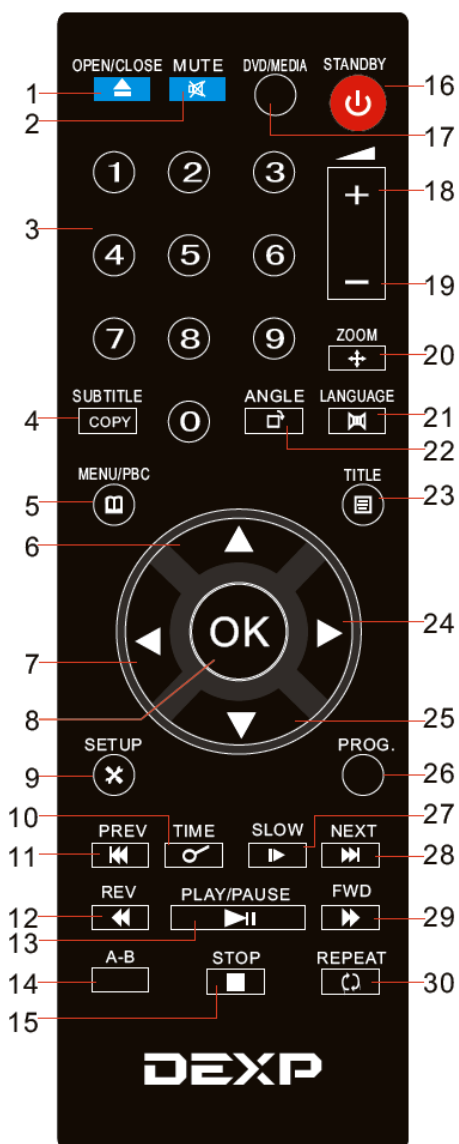 OPEN/CLOSE MUTE DVD/MEDIA STANDBY
1
2
16
17
1 2 3
18
3
4 5 6
+
−
19
7 8 9
ZOOM
20
SUBTITLE ANGLE LANGUAGE
4 COPY 0 21
22
MENU/PBC TITLE
5 23
6
7 OK 24
8
25
SETUP PROG.
9 26
10 27
PREV TIME SLOW NEXT
11 28
REV PLAY/PAUSE FWD
12 29
13
A-B STOP REPEAT
14 30
15
DEXP